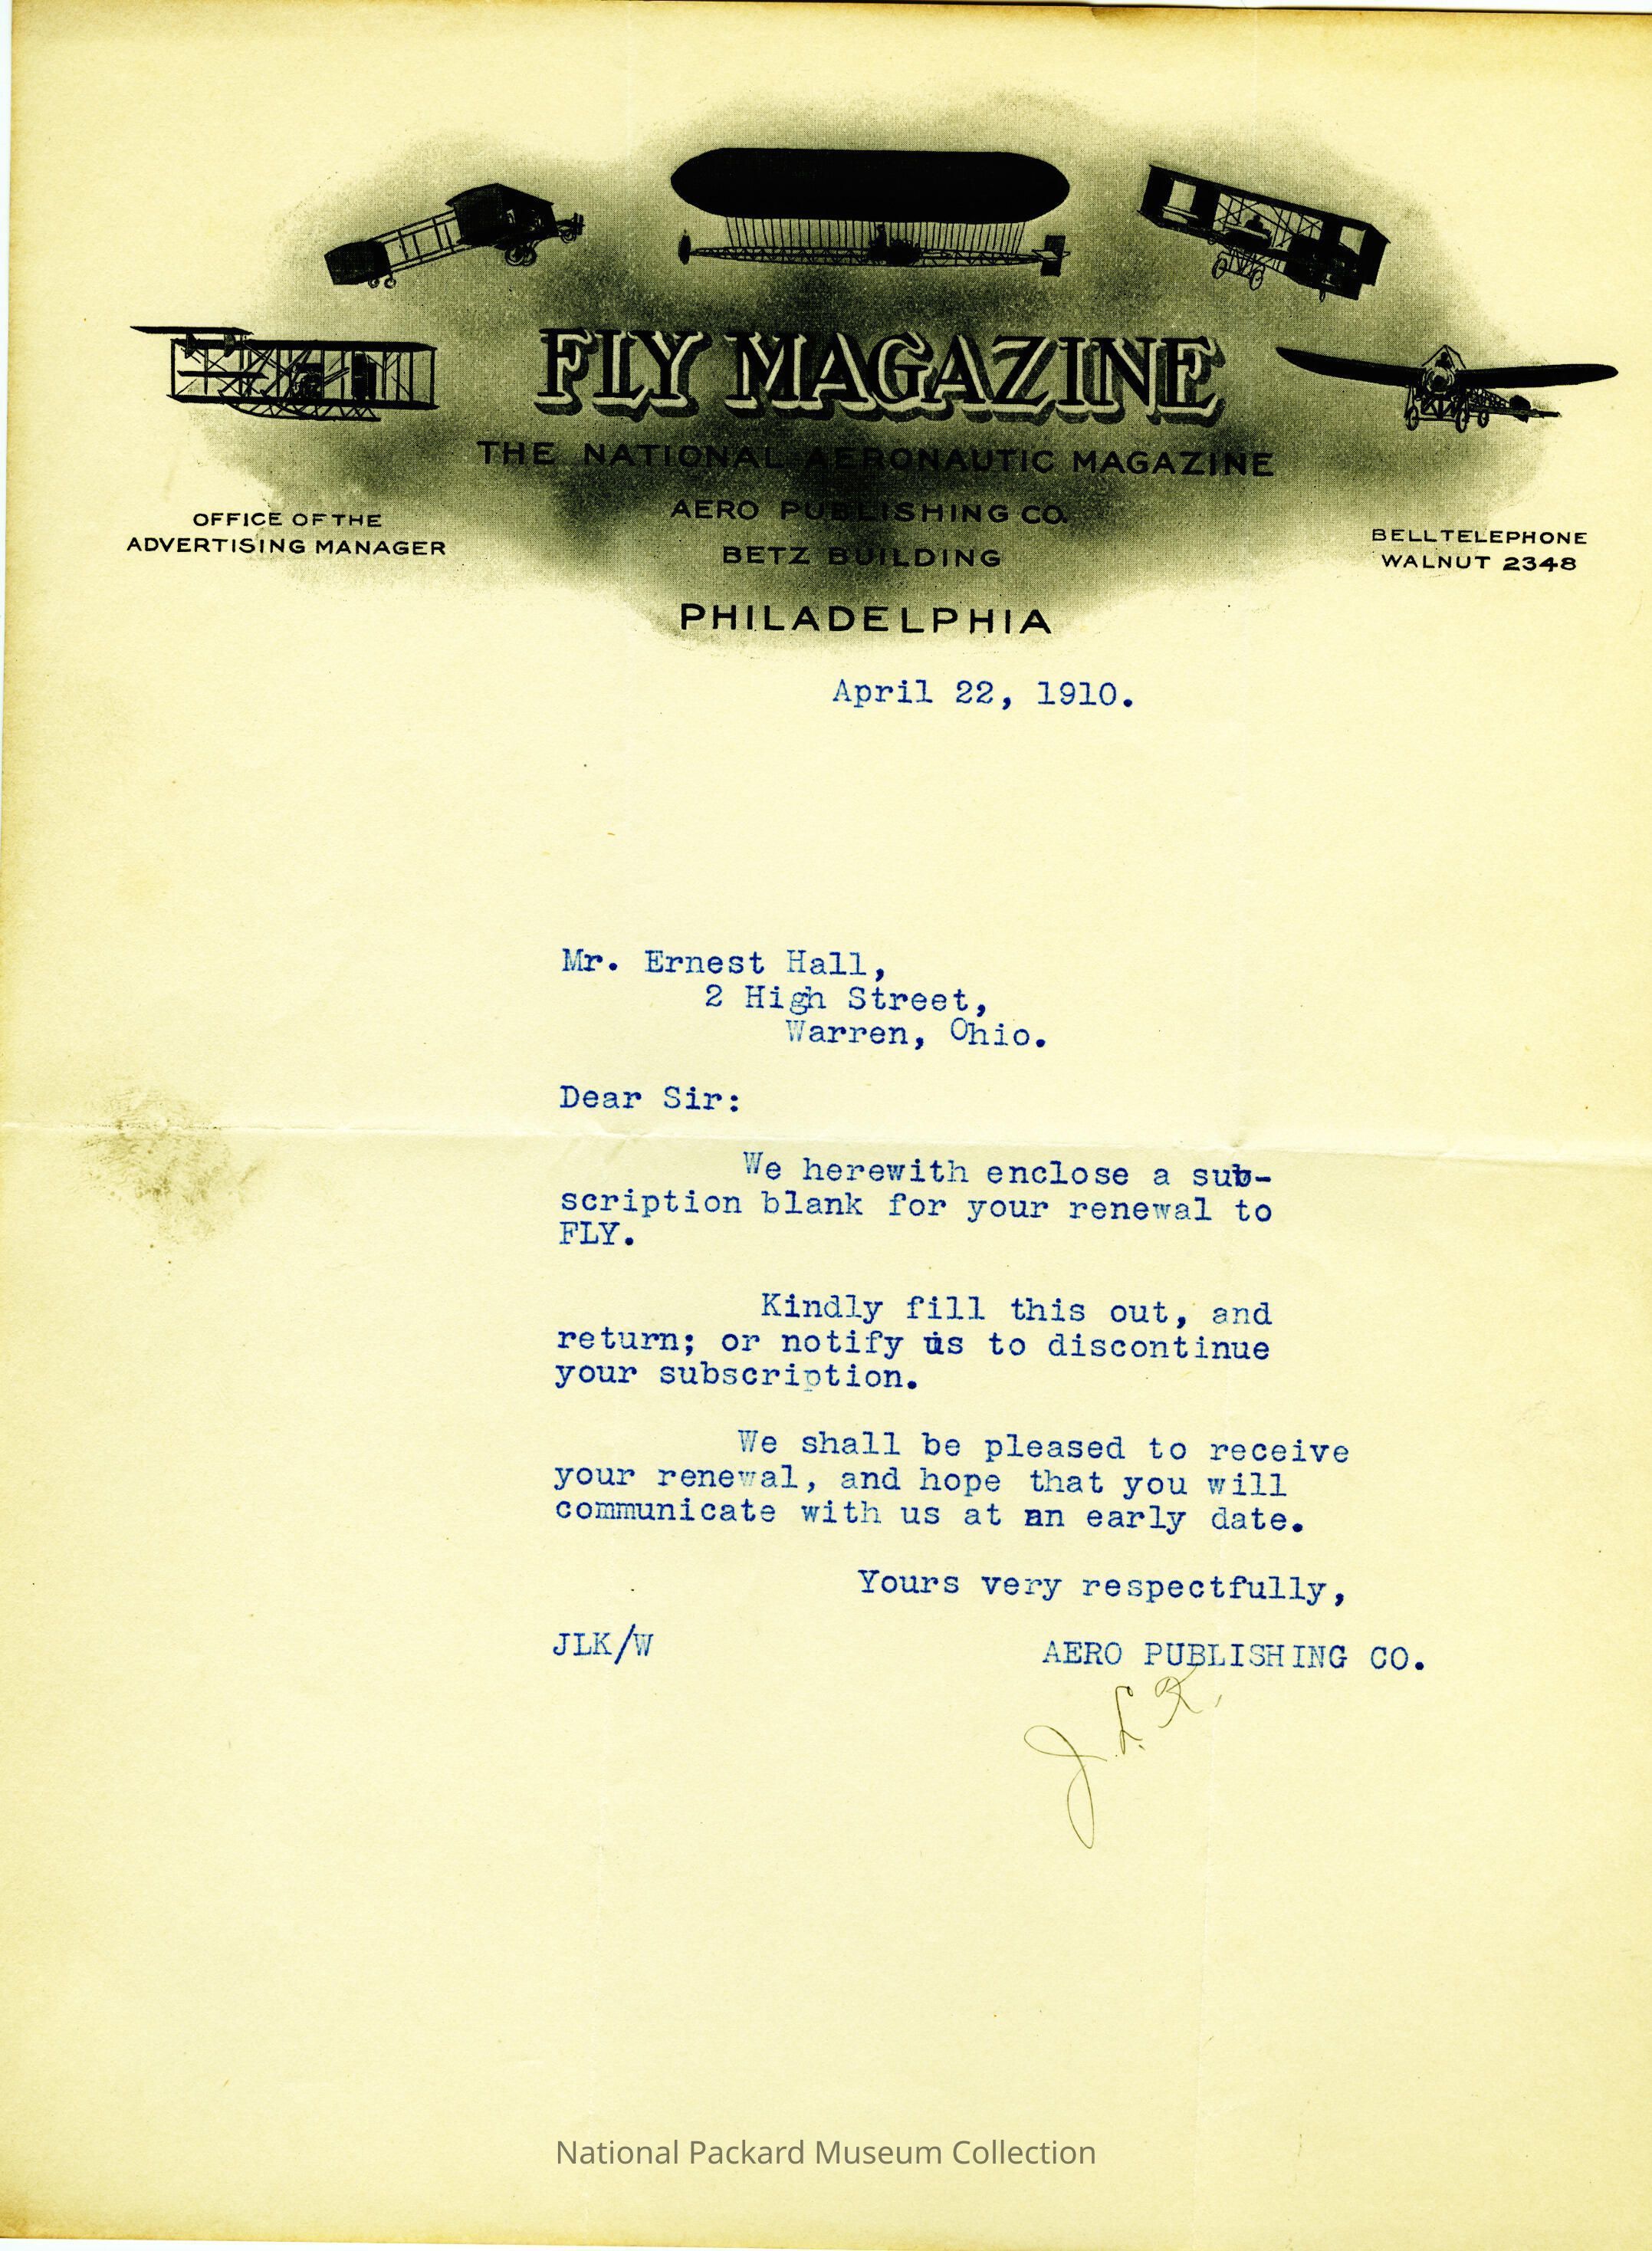 FLY MAGAZINE
THE NATIONAL AERONAUTIC MAGAZINE
AERO PUBLISHING CO.
BETZ BUILDING
PHILADELPHIA
OFFICE OF THE
ADVERTISING MANAGER
BELL TELEPHONE
WALNUT 2348
April 22, 1910.
Mr. Ernest Hall,
2 High Street,
Warren, Ohio.
Dear Sir:
We herewith enclose a sub-
scription blank for your renewal to
FLY.
Kindly fill this out, and
return; or notify us to discontinue
your subscription.
We shall be pleased to receive
your renewal, and hope that you will
communicate with us at an early date.
Yours very respectfully,
JLK/W
AERO PUBLISHING CO.
J. L. K.
National Packard Museum Collection